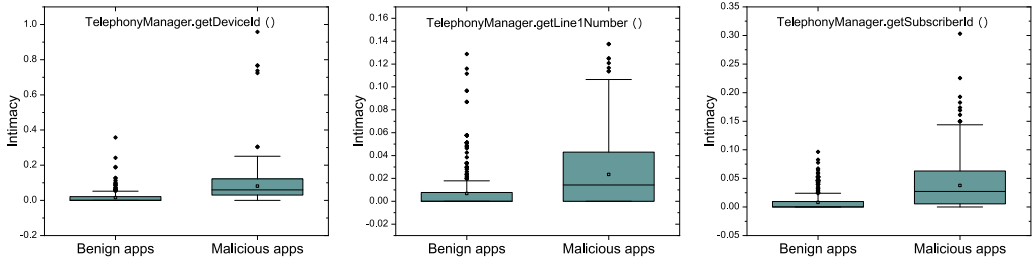 TelephonyManager.getDeviceId ()
Intimacy
1.0
0.8
0.6
0.4
0.2
0.0
-0.2
Benign apps
Malicious apps
TelephonyManager.getLine1Number ()
Intimacy
0.16
0.14
0.12
0.10
0.08
0.06
0.04
0.02
0.00
-0.02
Benign apps
Malicious apps
TelephonyManager.getSubscriberId ()
Intimacy
0.35
0.30
0.25
0.20
0.15
0.10
0.05
0.00
-0.05
Benign apps
Malicious apps